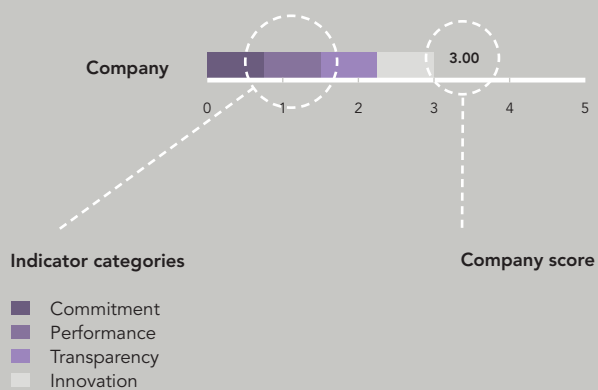 3.00
Company
0 1 2 3 4 5
Indicator categories
Company score
Commitment
Performance
Transparency
Innovation